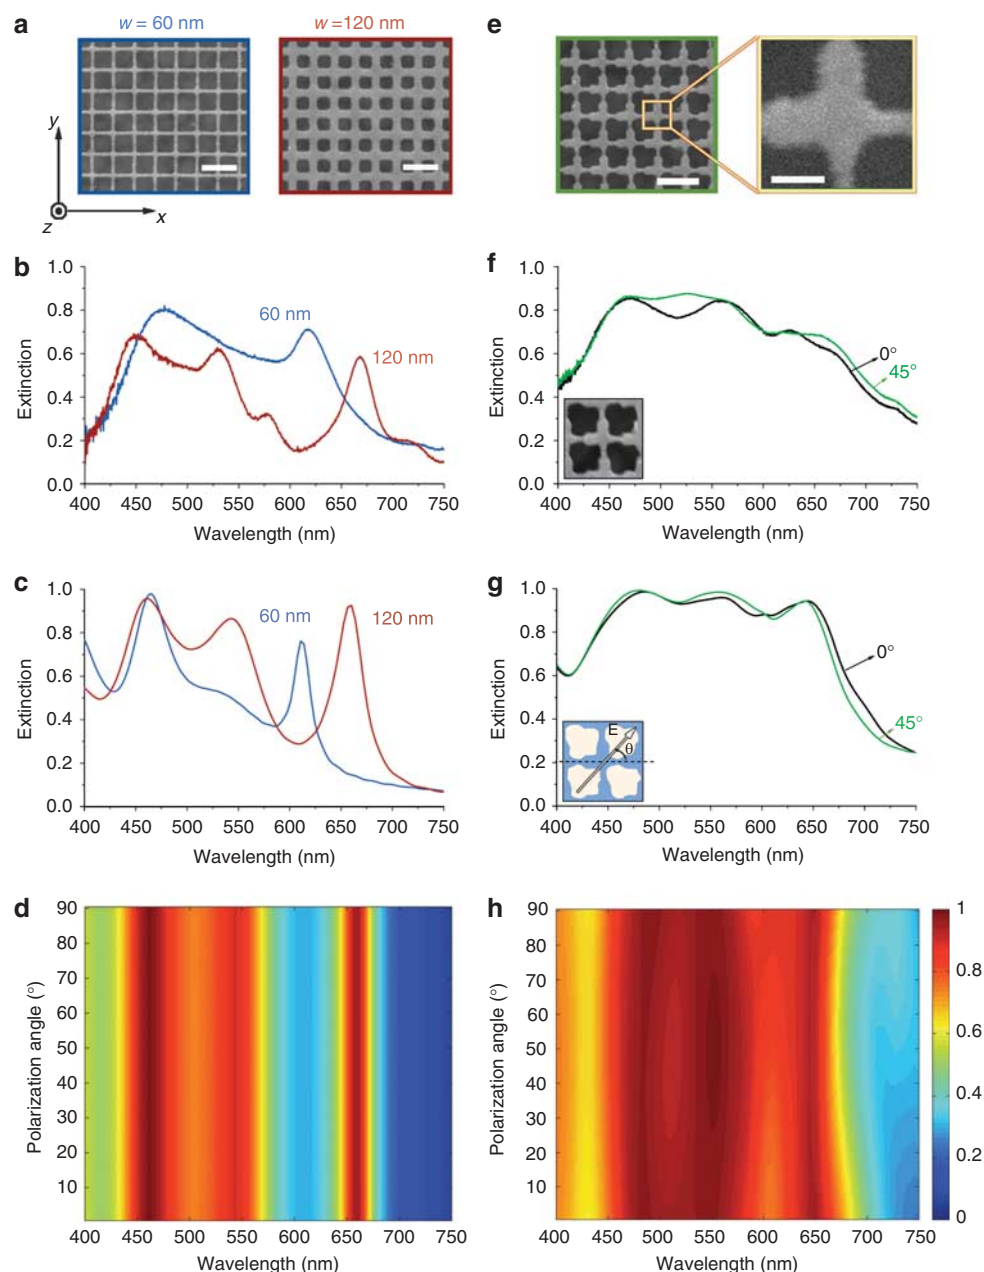 a
w = 60 nm
w =120 nm
y
z
x
e
b
1.0
0.8
0.6
0.4
0.2
0.0
Extinction
60 nm
120 nm
400 450 500 550 600 650 700 750
Wavelength (nm)
f
1.0
0.8
0.6
0.4
0.2
0.0
Extinction
0°
45°
400 450 500 550 600 650 700 750
Wavelength (nm)
c
1.0
0.8
0.6
0.4
0.2
0.0
Extinction
60 nm
120 nm
400 450 500 550 600 650 700 750
Wavelength (nm)
g
1.0
0.8
0.6
0.4
0.2
0.0
Extinction
0°
45°
E
θ
400 450 500 550 600 650 700 750
Wavelength (nm)
d
90
80
70
60
50
40
30
20
10
Polarization angle (°)
400 450 500 550 600 650 700 750
Wavelength (nm)
h
90
80
70
60
50
40
30
20
10
Polarization angle (°)
400 450 500 550 600 650 700 750
Wavelength (nm)
1
0.8
0.6
0.4
0.2
0